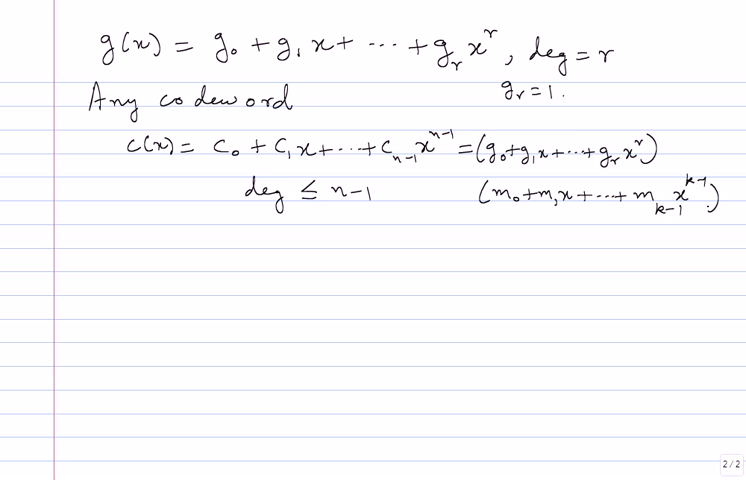 g(x) = g₀ + g₁x + ⋯ + gᵣxʳ, deg = r
gᵣ = 1.
Any codeword
c(x) = c₀ + c₁x + ⋯ + cₙ₋₁xⁿ⁻¹ = (g₀ + g₁x + ⋯ + gᵣxʳ)
deg ≤ n-1 (m₀ + m₁x + ⋯ + mₖ₋₁xᵏ⁻¹)
2 / 2